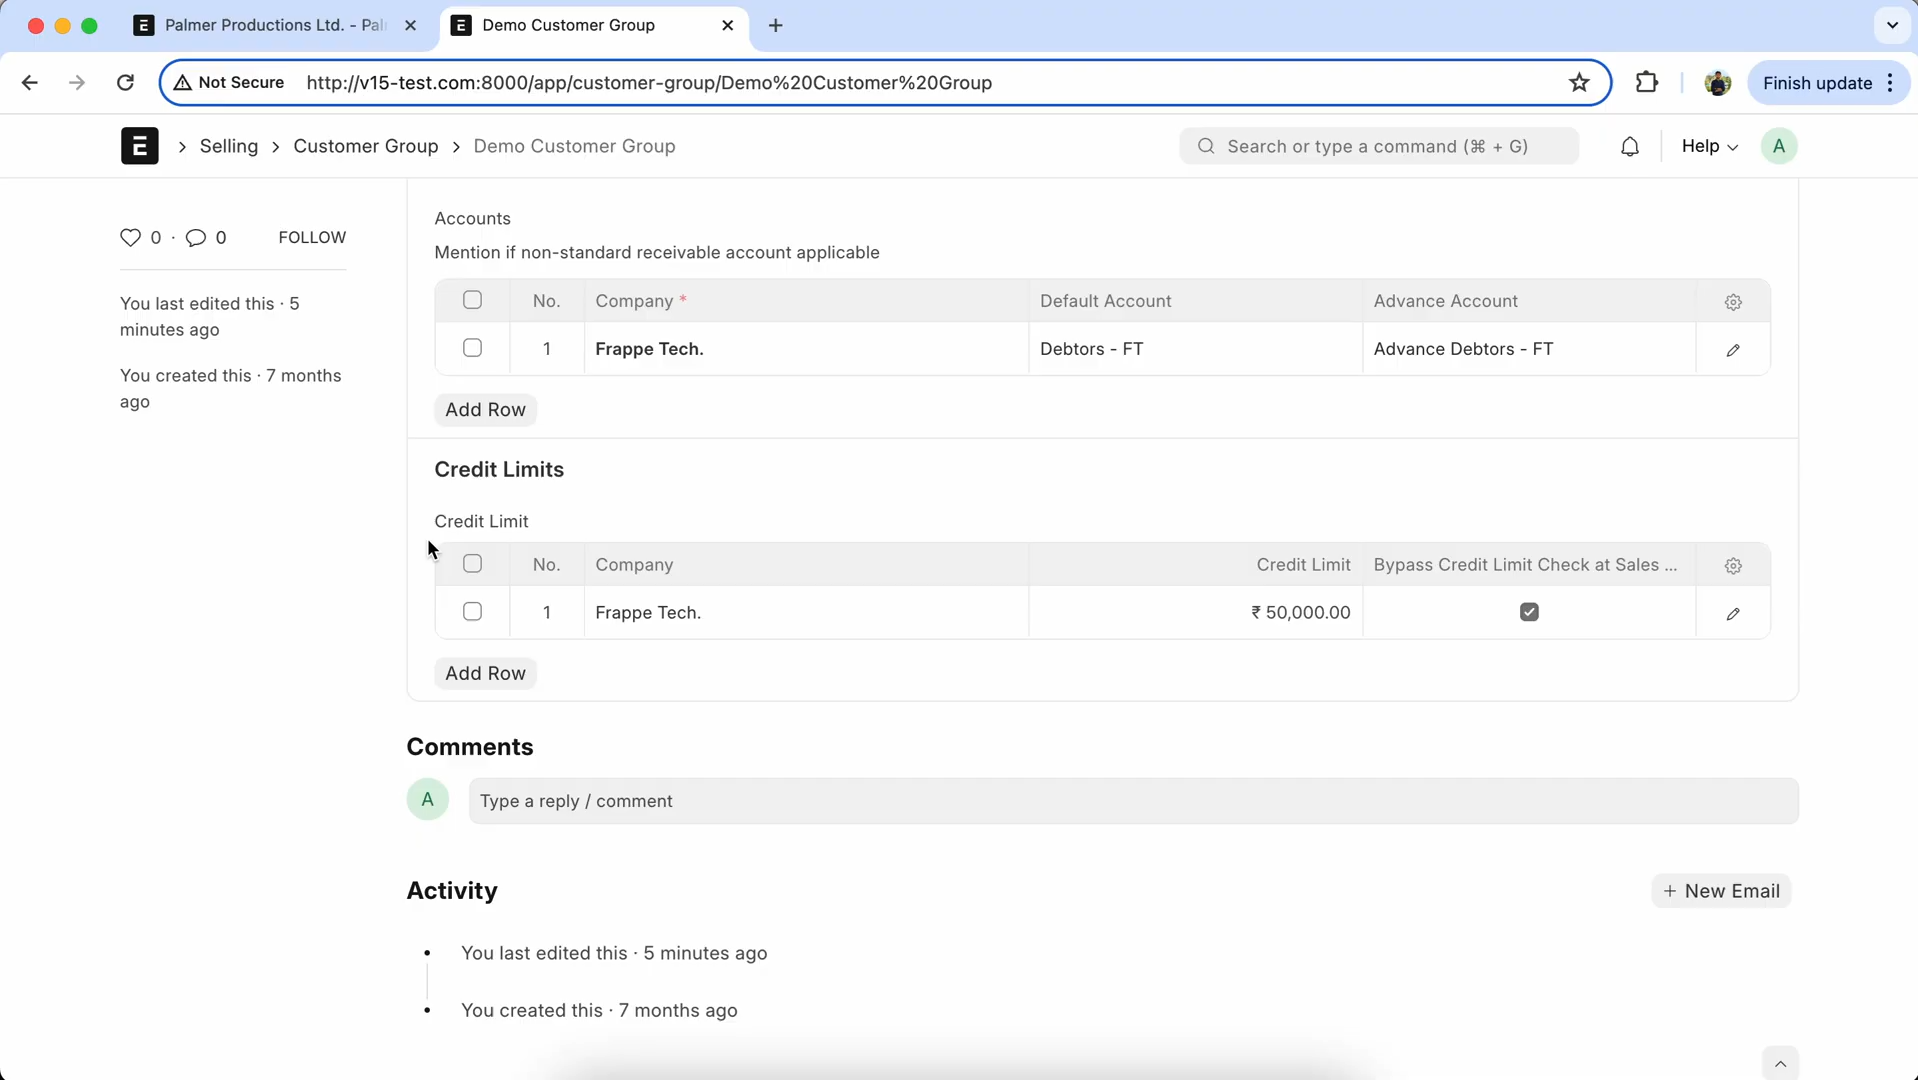 Palmer Productions Ltd. - Pal
Demo Customer Group
Not Secure http://v15-test.com:8000/app/customer-group/Demo%20Customer%20Group
Finish update
E Selling Customer Group Demo Customer Group
Search or type a command (⌘ + G)
Help
A
0 · 0 FOLLOW
You last edited this · 5
minutes ago
You created this · 7 months
ago
Accounts
Mention if non-standard receivable account applicable
No. Company * Default Account Advance Account
1 Frappe Tech. Debtors - FT Advance Debtors - FT
Add Row
Credit Limits
Credit Limit
No. Company Credit Limit Bypass Credit Limit Check at Sales ...
1 Frappe Tech. ₹ 50,000.00
Add Row
Comments
A Type a reply / comment
Activity
+ New Email
You last edited this · 5 minutes ago
You created this · 7 months ago